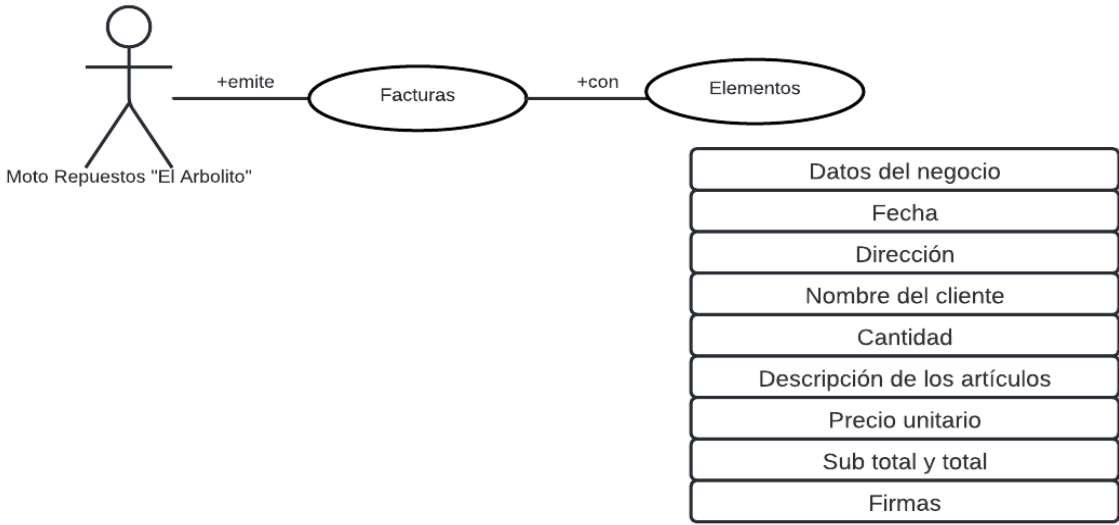 +emite
Facturas
+con
Elementos
Moto Repuestos "El Arbolito"
Datos del negocio
Fecha
Dirección
Nombre del cliente
Cantidad
Descripción de los artículos
Precio unitario
Sub total y total
Firmas